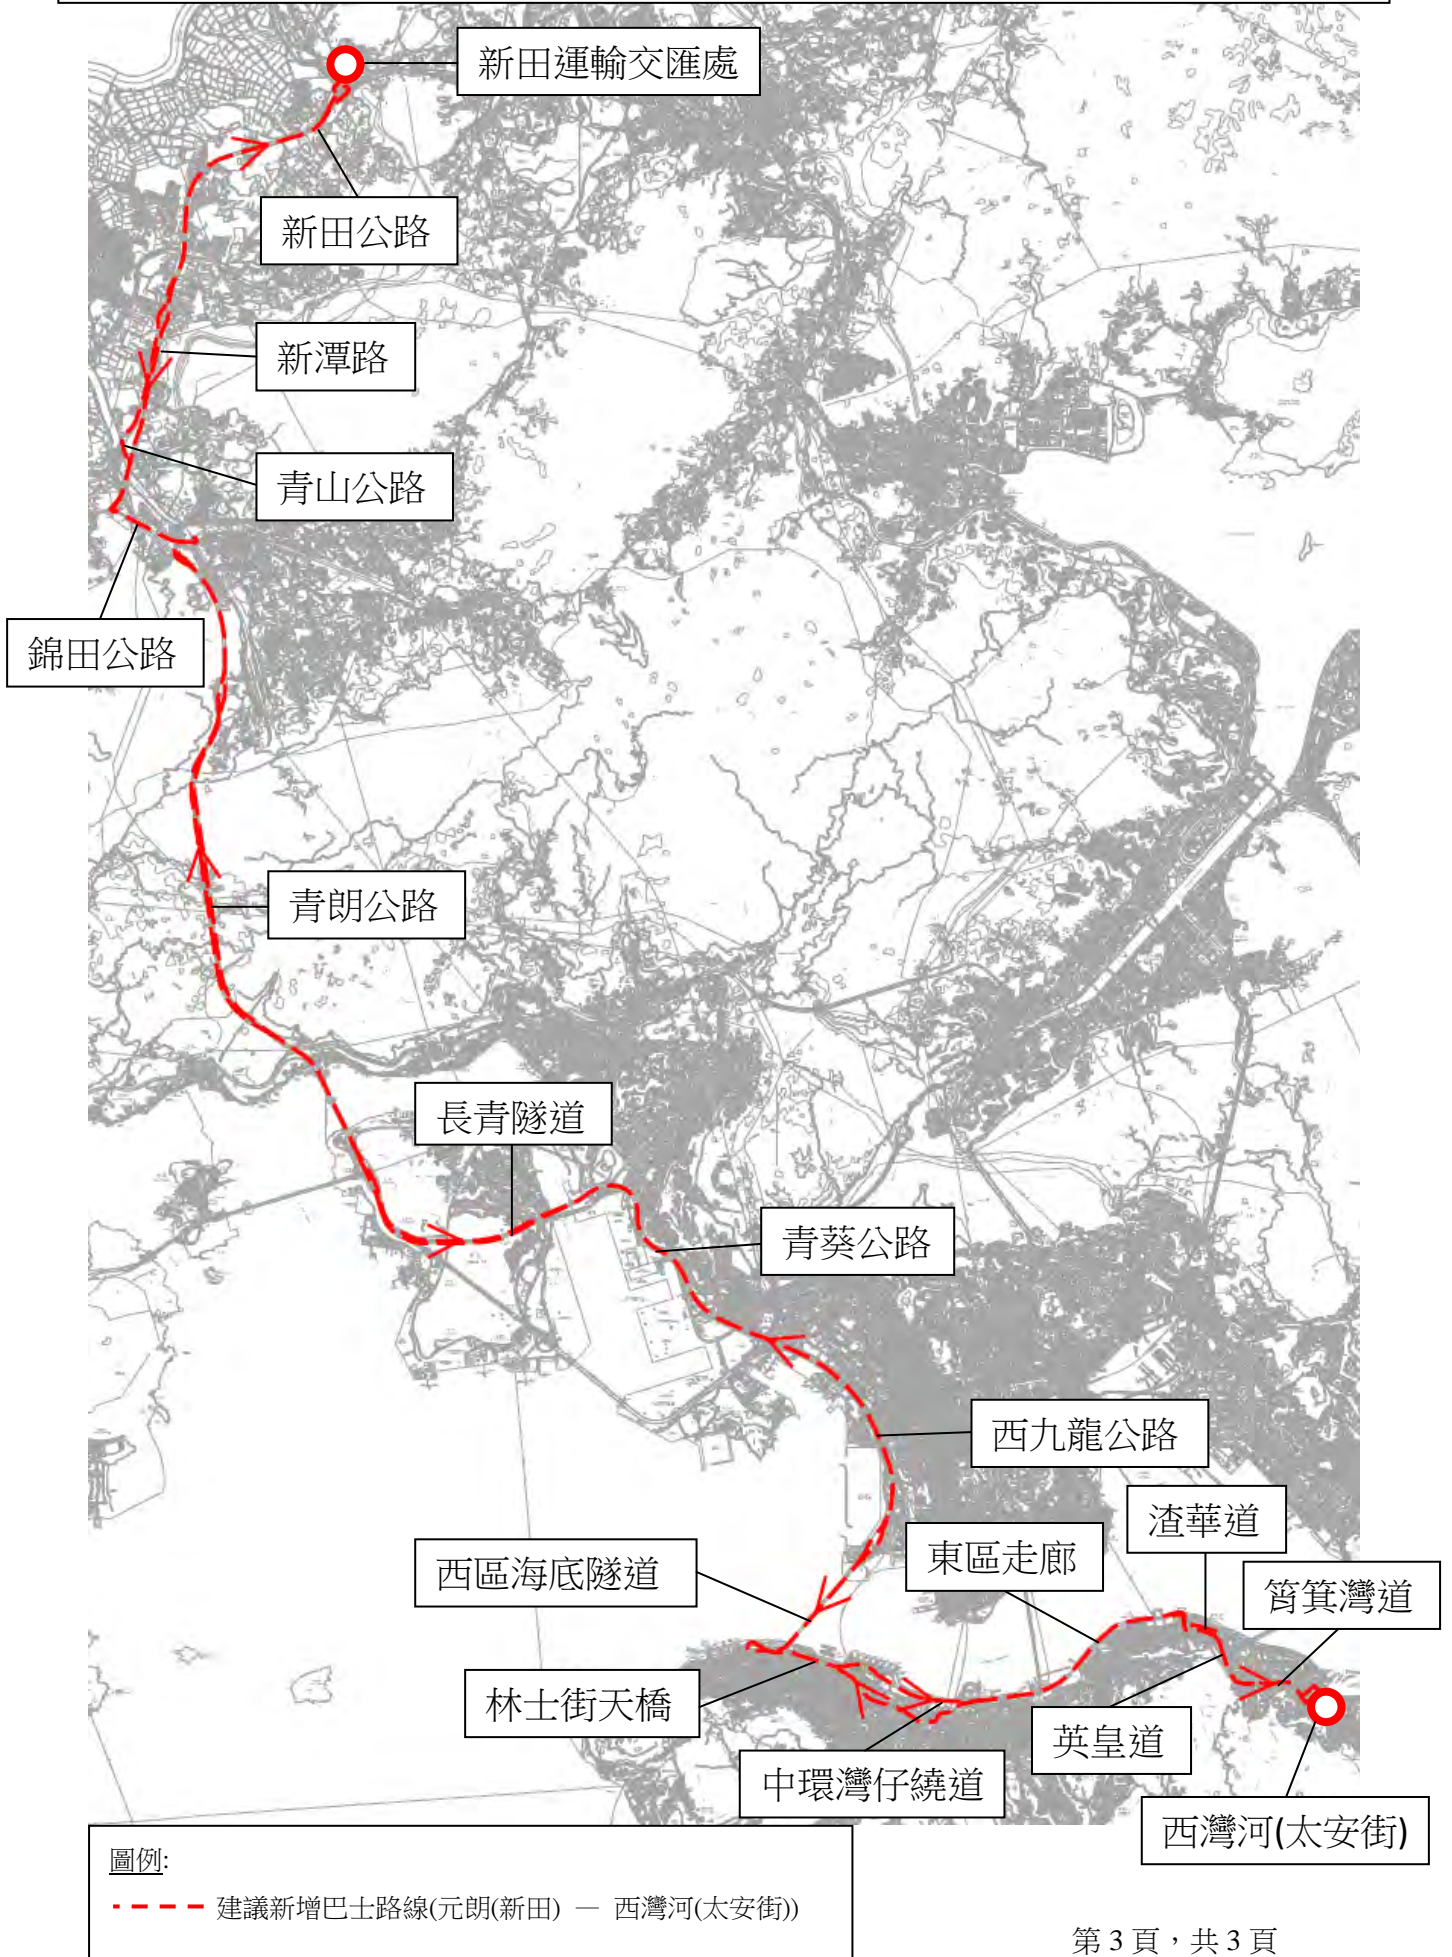 新田運輸交匯處
新田公路
新潭路
青山公路
錦田公路
青朗公路
長青隧道
青葵公路
西九龍公路
渣華道
東區走廊
西區海底隧道
筲箕灣道
林士街天橋
英皇道
中環灣仔繞道
西灣河(太安街)
圖例:
建議新增巴士路線(元朗(新田) — 西灣河(太安街))
第 3 頁，共 3 頁